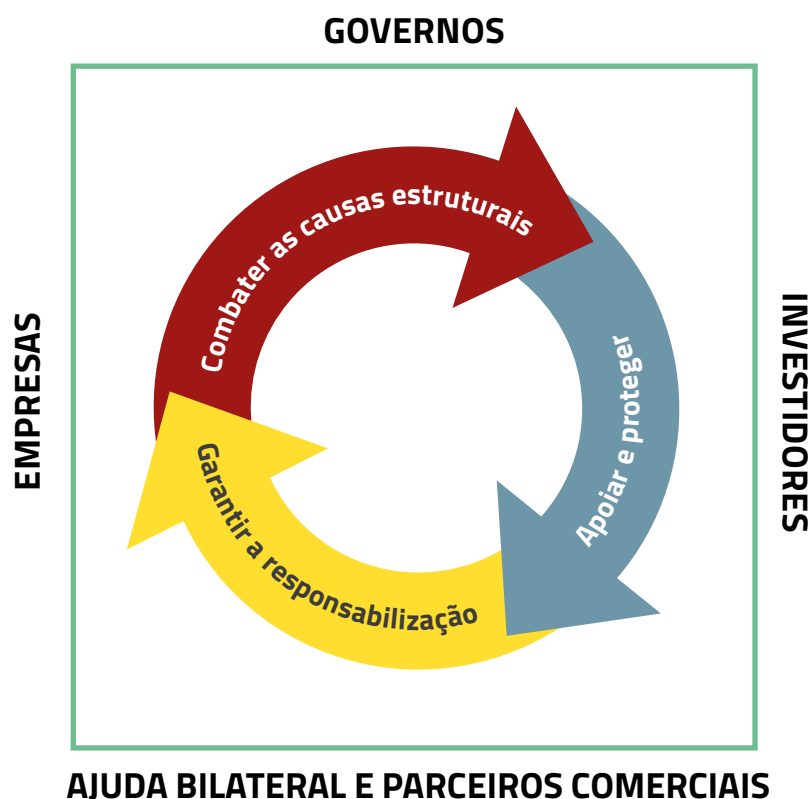 GOVERNOS
Combater as causas estruturais
EMPRESAS
Apoiar e proteger
INVESTIDORES
Garantir a responsabilização
AJUDA BILATERAL E PARCEIROS COMERCIAIS